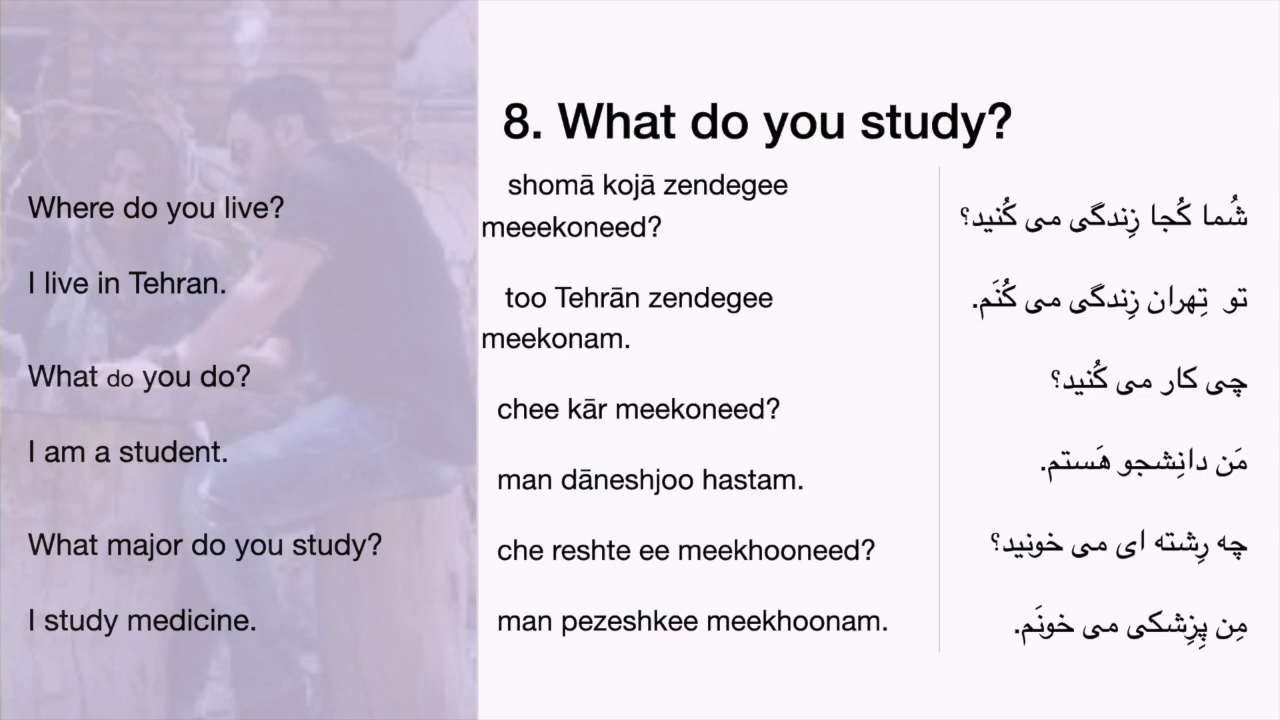 8. What do you study?
Where do you live?
I live in Tehran.
What do you do?
I am a student.
What major do you study?
I study medicine.
shomā kojā zendegee
meeekoneed?
too Tehrān zendegee
meekonam.
chee kār meekoneed?
man dāneshjoo hastam.
che reshte ee meekhooneed?
man pezeshkee meekhoonam.
شُما کُجا زِندگی می کُنید؟
تو تِهران زِندگی می کُنَم.
چی کار می کُنید؟
مَن دانِشجو هَستم.
چه رِشته ای می خونید؟
مِن پِزِشکی می خونَم.